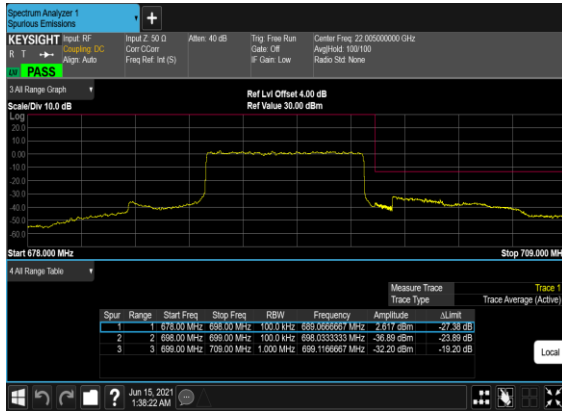 Spectrum Analyzer 1
Spurious Emissions
+
KEYSIGHT Input: RF Input Z: 50 Ω Atten: 40 dB Trig: Free Run Center Freq: 22.005000000 GHz
R T Coupling: DC Corr CCorr Gate: Off Avg|Hold: 100/100
Align: Auto Freq Ref: Int (S) IF Gain: Low Radio Std: None
LU PASS
3 All Range Graph
Ref Lvl Offset 4.00 dB
Scale/Div 10.0 dB Ref Value 30.00 dBm
Log
20.0
10.0
0.00
-10.0
-20.0
-30.0
-40.0
-50.0
-60.0
Start 678.000 MHz Stop 709.000 MHz
4 All Range Table
Measure Trace Trace 1
Trace Type Trace Average (Active)
Spur Range Start Freq Stop Freq RBW Frequency Amplitude ΔLimit
1 1 678.00 MHz 698.00 MHz 100.0 kHz 689.0666667 MHz 2.617 dBm -27.38 dB
2 2 698.00 MHz 699.00 MHz 100.0 kHz 698.0333333 MHz -36.89 dBm -23.89 dB
3 3 699.00 MHz 709.00 MHz 1.000 MHz 699.1166667 MHz -32.20 dBm -19.20 dB
Local
? Jun 15, 2021
1:38:22 AM